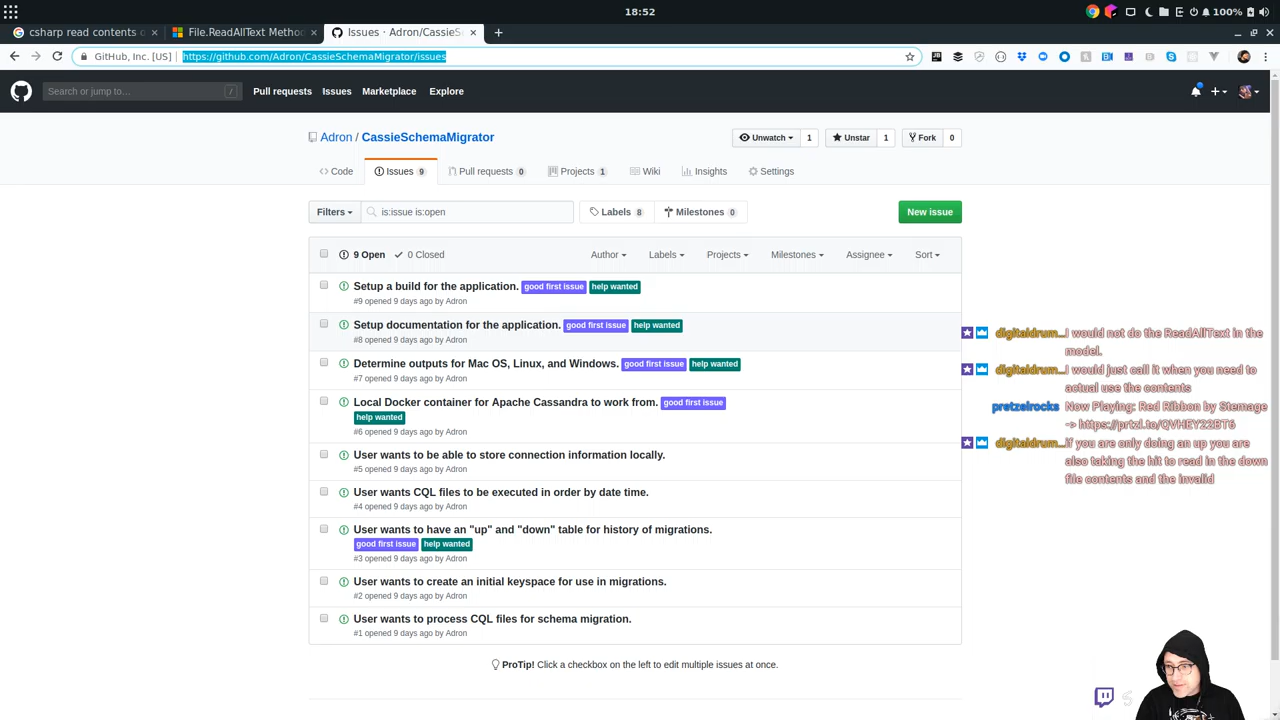 18:52
100%
csharp read contents o
File.ReadAllText Metho
Issues · Adron/CassieS
GitHub, Inc. [US]
https://github.com/Adron/CassieSchemaMigrator/issues
Search or jump to…
/
Pull requests
Issues
Marketplace
Explore
Adron / CassieSchemaMigrator
Unwatch
1
Unstar
1
Fork
0
Code
Issues 9
Pull requests 0
Projects 1
Wiki
Insights
Settings
Filters
is:issue is:open
Labels 8
Milestones 0
New issue
9 Open
0 Closed
Author
Labels
Projects
Milestones
Assignee
Sort
Setup a build for the application. good first issue help wanted
#9 opened 9 days ago by Adron
Setup documentation for the application. good first issue help wanted
#8 opened 9 days ago by Adron
Determine outputs for Mac OS, Linux, and Windows. good first issue help wanted
#7 opened 9 days ago by Adron
Local Docker container for Apache Cassandra to work from. good first issue
help wanted
#6 opened 9 days ago by Adron
User wants to be able to store connection information locally.
#5 opened 9 days ago by Adron
User wants CQL files to be executed in order by date time.
#4 opened 9 days ago by Adron
User wants to have an "up" and "down" table for history of migrations.
good first issue help wanted
#3 opened 9 days ago by Adron
User wants to create an initial keyspace for use in migrations.
#2 opened 9 days ago by Adron
User wants to process CQL files for schema migration.
#1 opened 9 days ago by Adron
ProTip! Click a checkbox on the left to edit multiple issues at once.
digitaldrum... I would not do the ReadAllText in the
model.
digitaldrum... I would just call it when you need to
actual use the contents
pretzelrocks Now Playing: Red Ribbon by Stemage
-> https://prtzl.to/QVHEY22BT6
digitaldrum... if you are only doing an up you are
also taking the hit to read in the down
file contents and the invalid